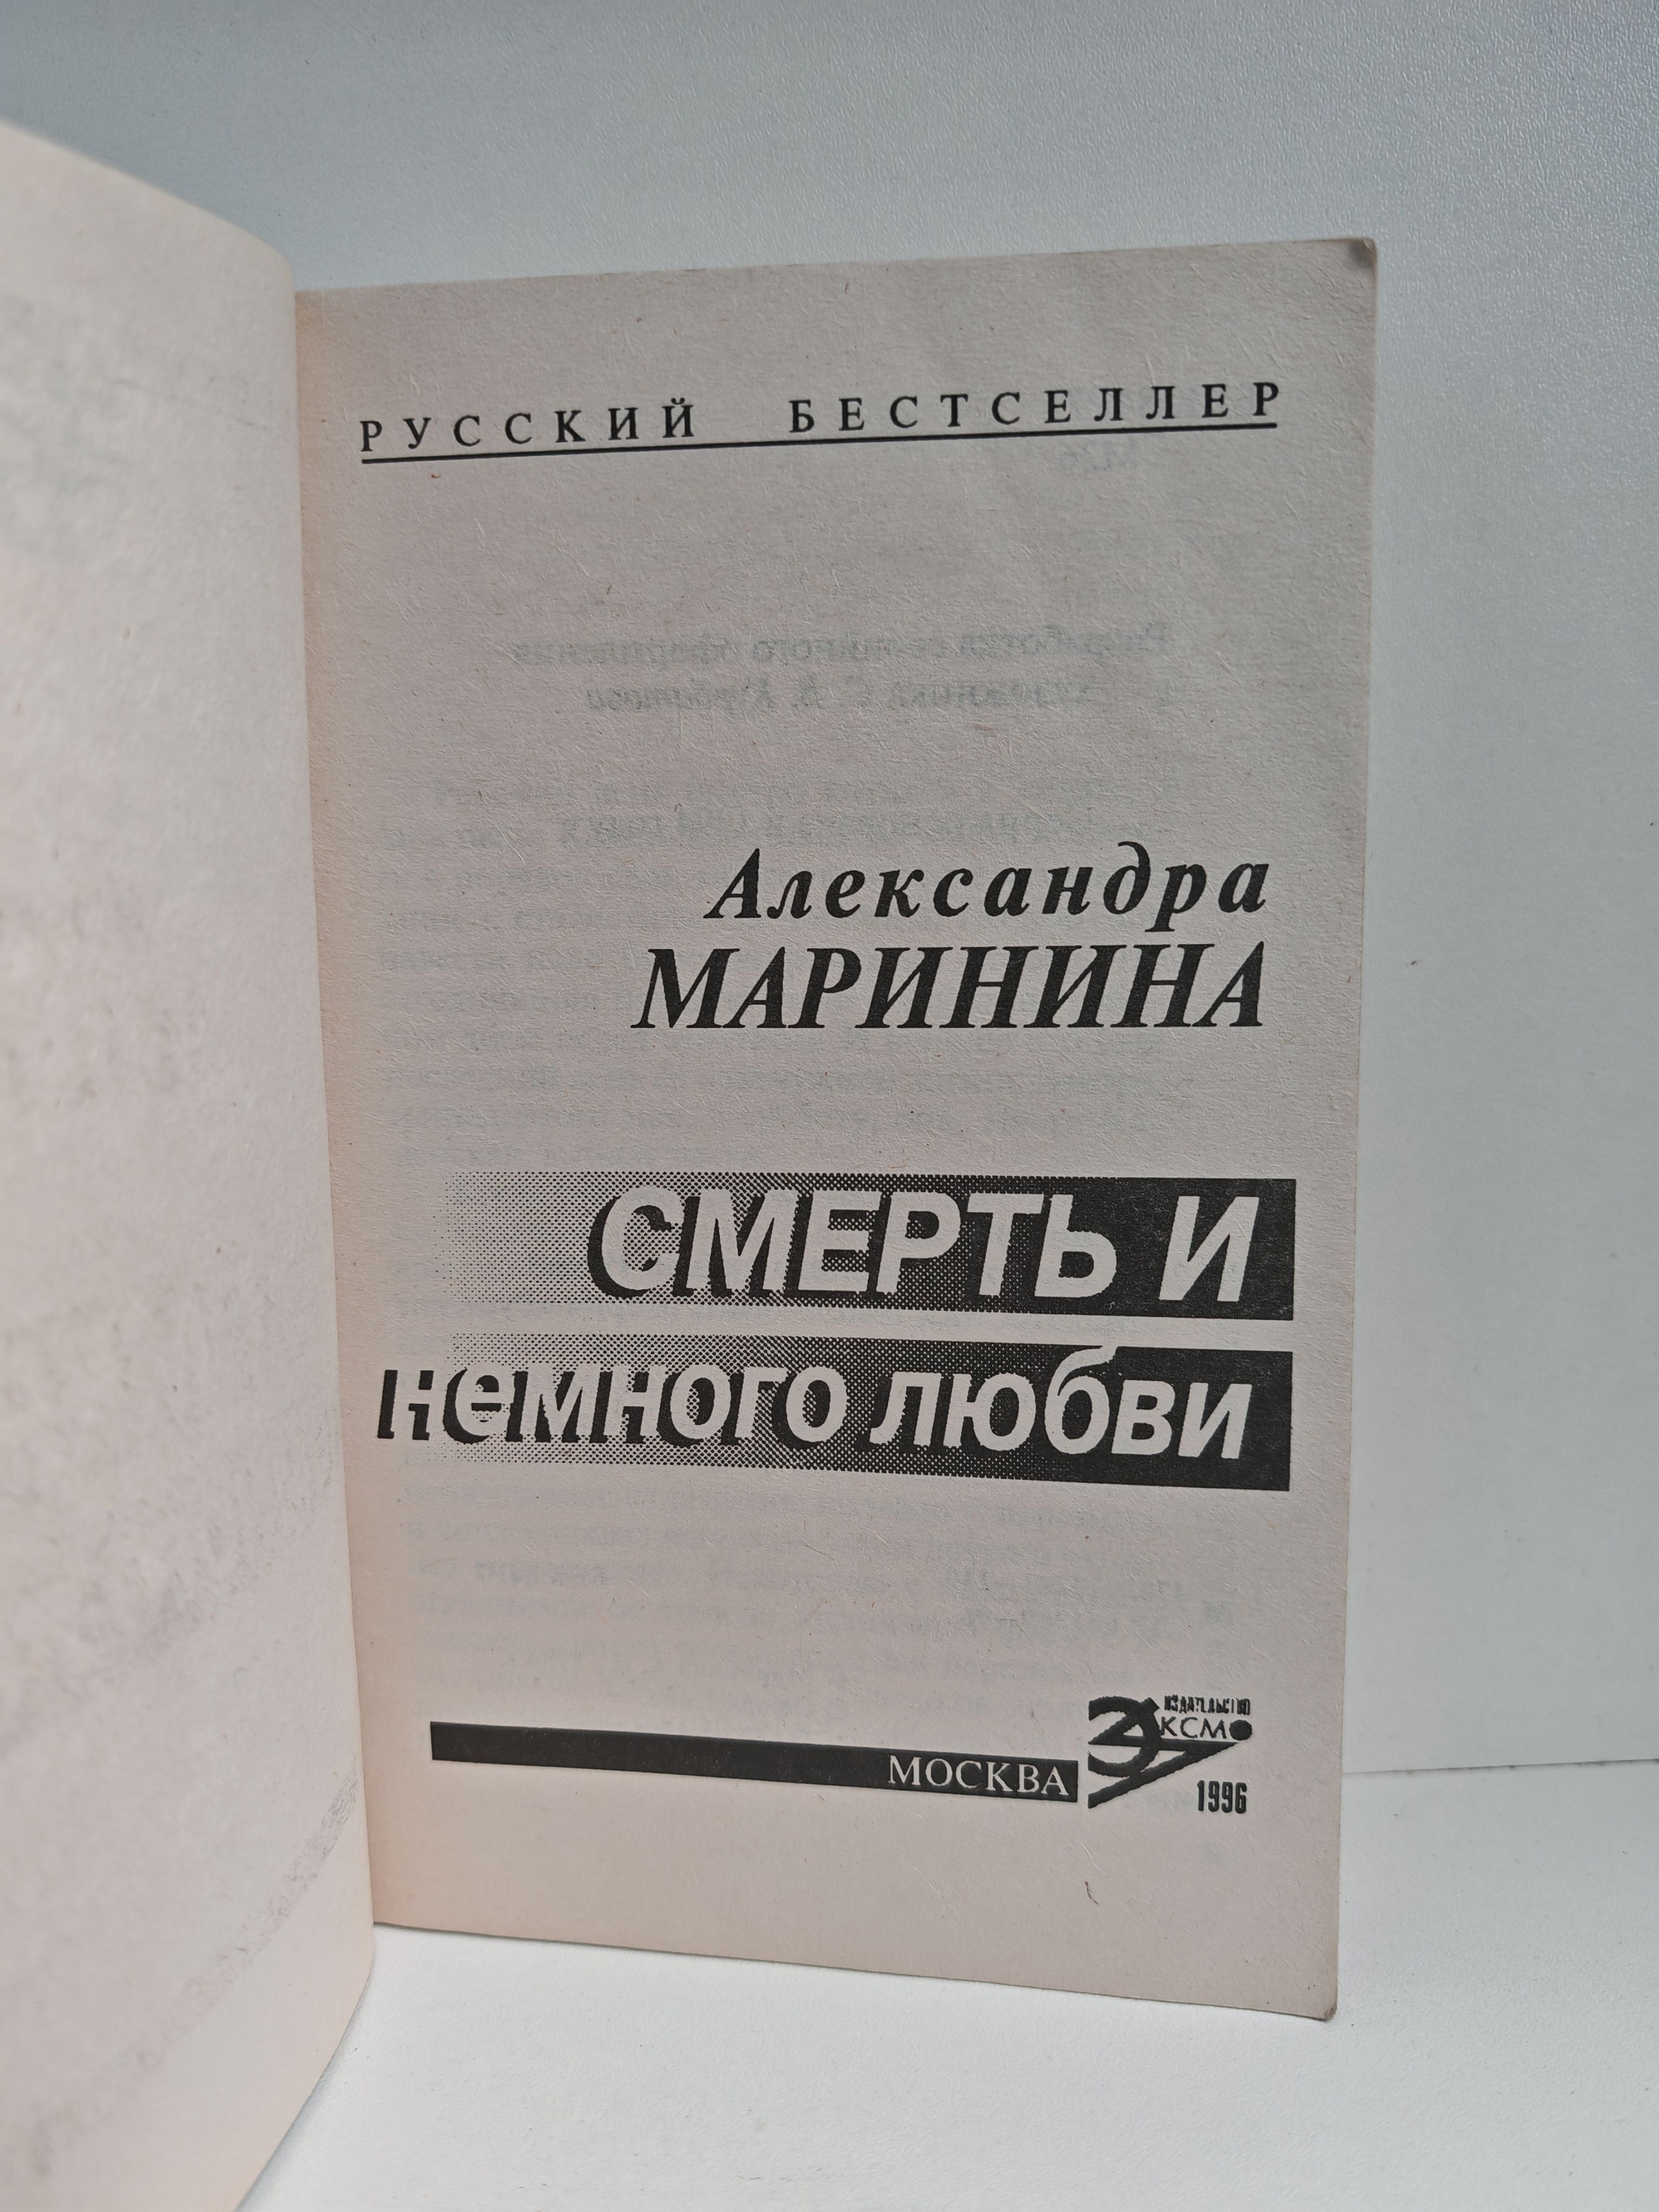 РУССКИЙ БЕСТСЕЛЛЕР
Александра
МАРИНИНА
СМЕРТЬ И
немного любви
МОСКВА
ИЗДАТЕЛЬСТВО
ЭКСМО
1996